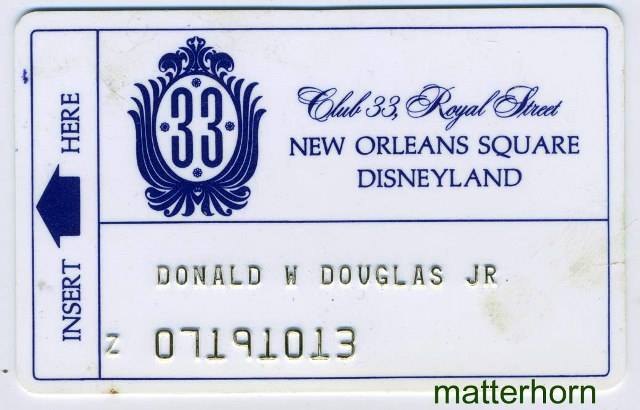 33
Club 33, Royal Street
NEW ORLEANS SQUARE
DISNEYLAND
INSERT HERE
DONALD W DOUGLAS JR
Z 07191013
matterhorn